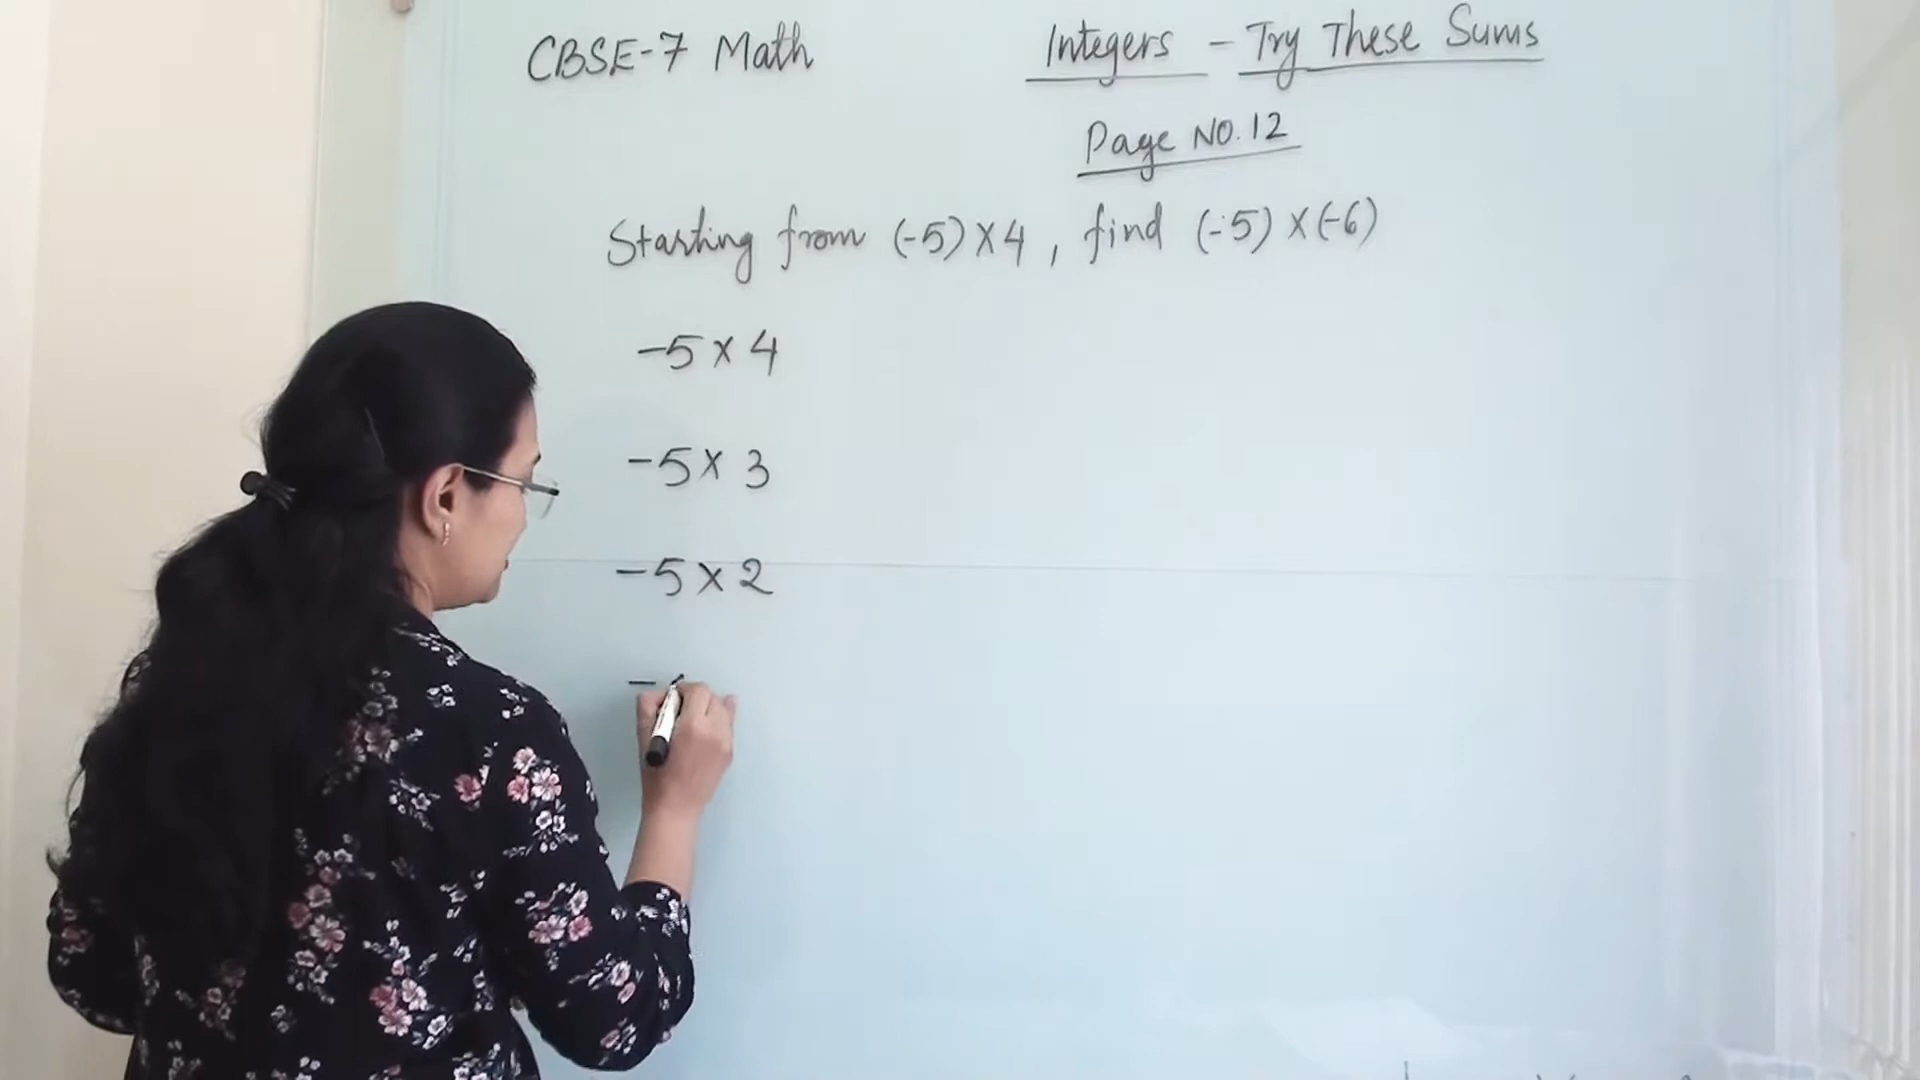 CBSE-7 Math
Integers - Try These Sums
Page No.12
Starting from (-5)×4, find (-5)×(-6)
-5×4
-5×3
-5×2
-